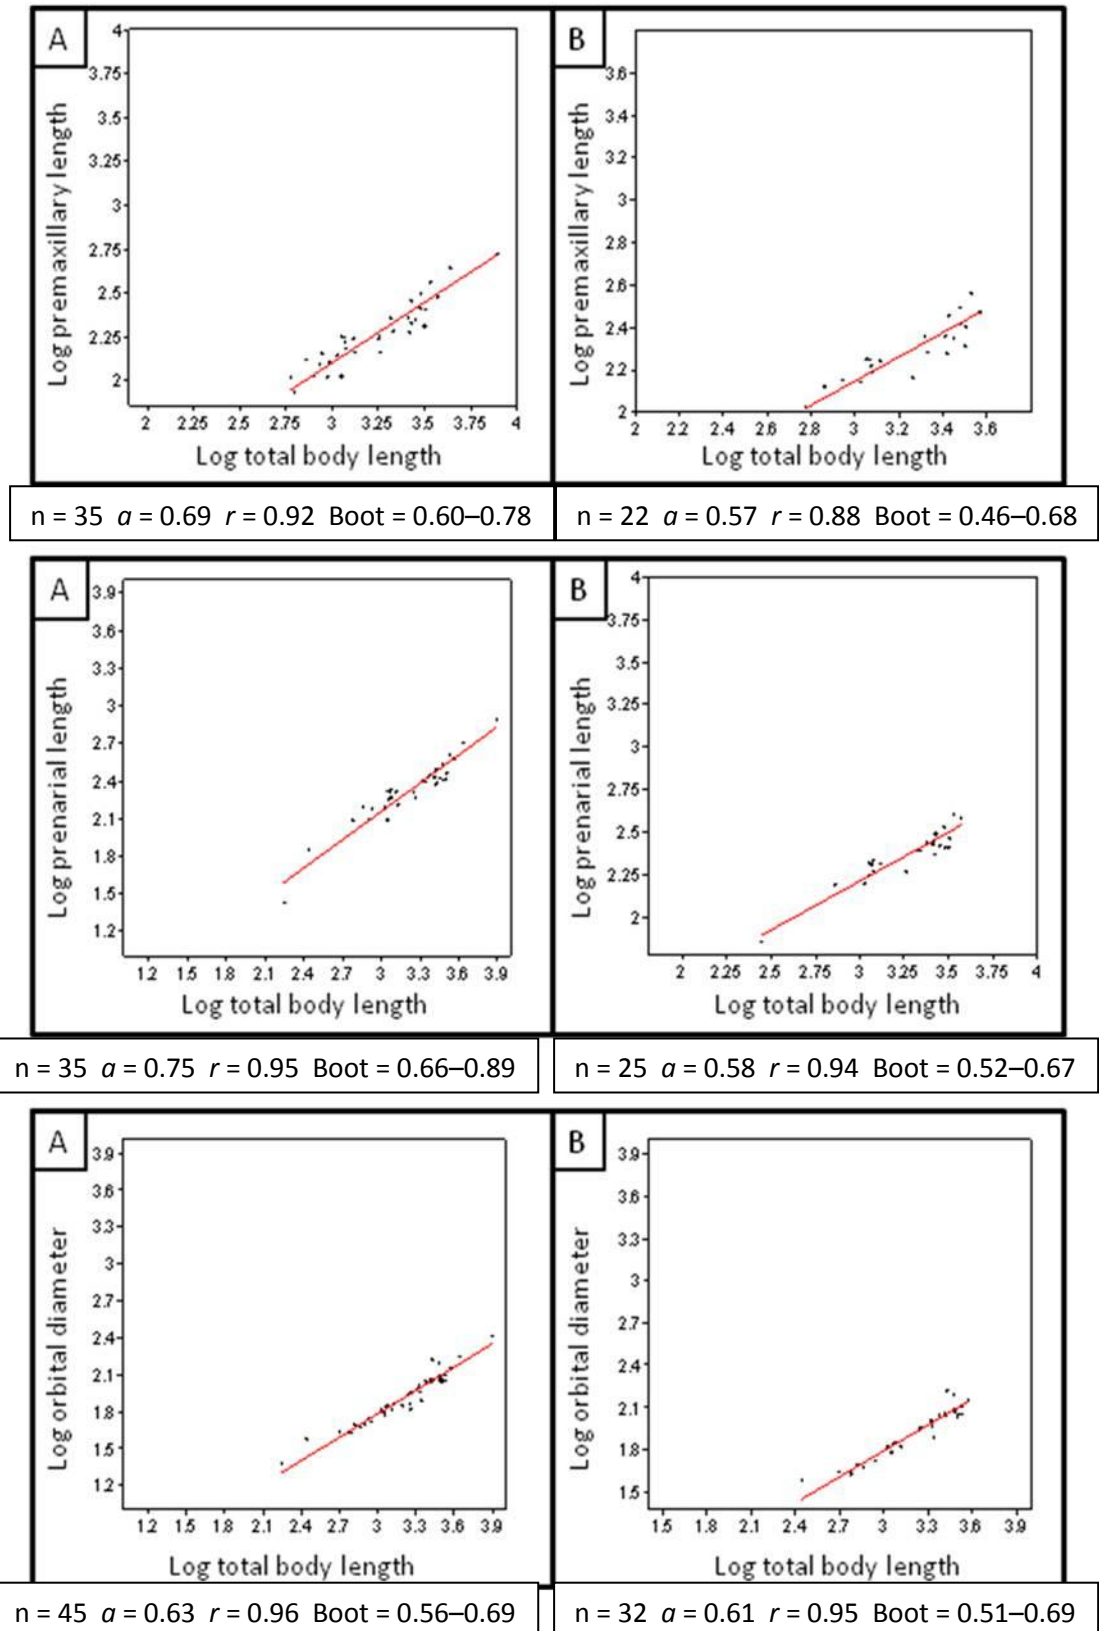 A
4
3.75
3.5
3.25
3
2.75
2.5
2.25
2
Log premaxillary length
2 2.25 2.5 2.75 3 3.25 3.5 3.75 4
Log total body length
n = 35 a = 0.69 r = 0.92 Boot = 0.60–0.78
B
3.6
3.4
3.2
3
2.8
2.6
2.4
2.2
2
Log premaxillary length
2 2.2 2.4 2.6 2.8 3 3.2 3.4 3.6
Log total body length
n = 22 a = 0.57 r = 0.88 Boot = 0.46–0.68
A
3.9
3.6
3.3
3
2.7
2.4
2.1
1.8
1.5
1.2
Log prenarial length
1.2 1.5 1.8 2.1 2.4 2.7 3 3.3 3.6 3.9
Log total body length
n = 35 a = 0.75 r = 0.95 Boot = 0.66–0.89
B
4
3.75
3.5
3.25
3
2.75
2.5
2.25
2
Log prenarial length
2 2.25 2.5 2.75 3 3.25 3.5 3.75 4
Log total body length
n = 25 a = 0.58 r = 0.94 Boot = 0.52–0.67
A
3.9
3.6
3.3
3
2.7
2.4
2.1
1.8
1.5
1.2
Log orbital diameter
1.2 1.5 1.8 2.1 2.4 2.7 3 3.3 3.6 3.9
Log total body length
n = 45 a = 0.63 r = 0.96 Boot = 0.56–0.69
B
3.9
3.6
3.3
3
2.7
2.4
2.1
1.8
1.5
Log orbital diameter
1.5 1.8 2.1 2.4 2.7 3 3.3 3.6 3.9
Log total body length
n = 32 a = 0.61 r = 0.95 Boot = 0.51–0.69